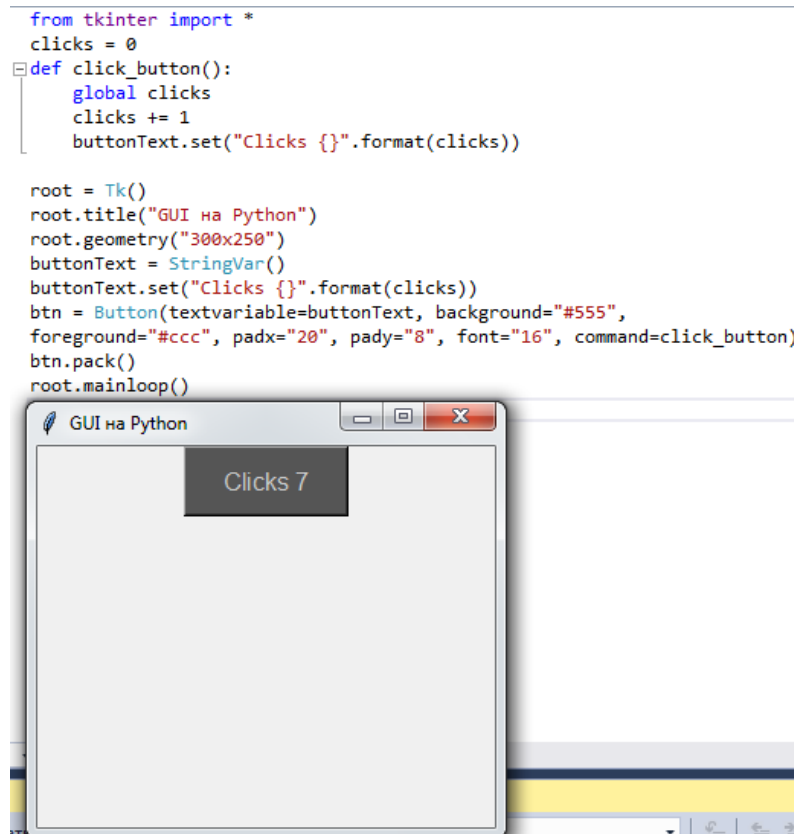 from tkinter import *
clicks = 0
def click_button():
    global clicks
    clicks += 1
    buttonText.set("Clicks {}".format(clicks))
root = Tk()
root.title("GUI на Python")
root.geometry("300x250")
buttonText = StringVar()
buttonText.set("Clicks {}".format(clicks))
btn = Button(textvariable=buttonText, background="#555",
foreground="#ccc", padx="20", pady="8", font="16", command=click_button)
btn.pack()
root.mainloop()
GUI на Python
Clicks 7